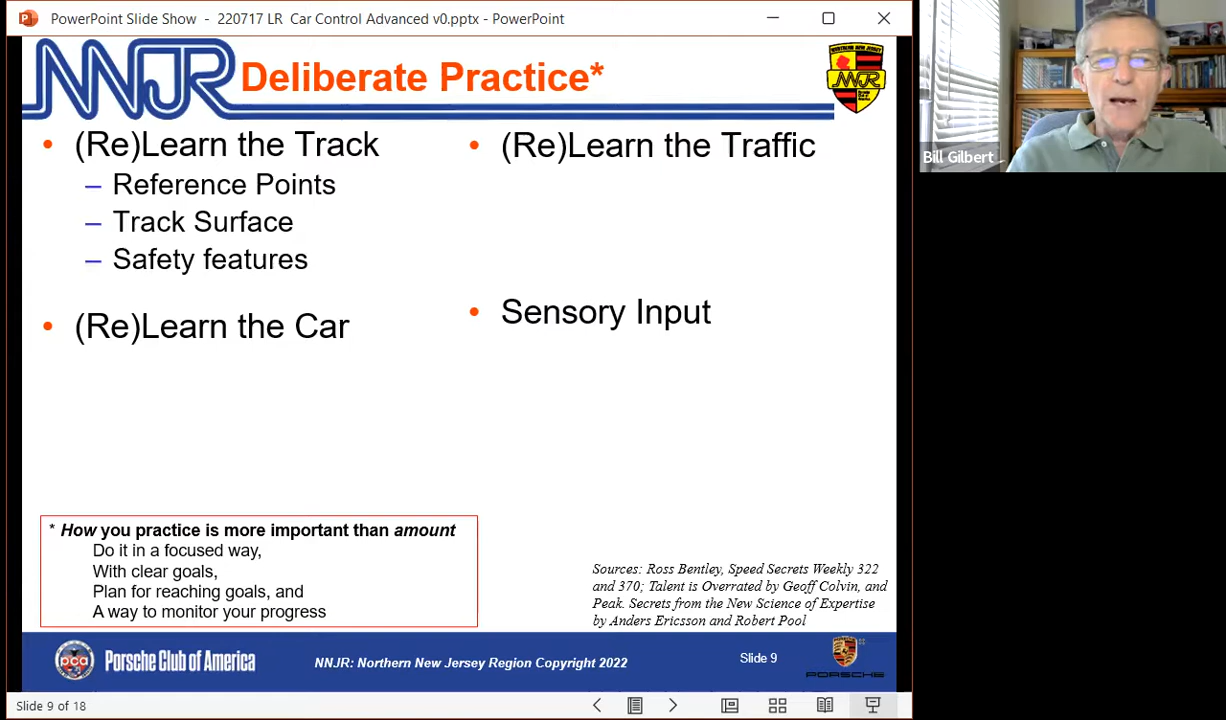 PowerPoint Slide Show - 220717 LR Car Control Advanced v0.pptx - PowerPoint
NNJR
Deliberate Practice*
NORTHERN NEW JERSEY
NNJR
• (Re)Learn the Track
– Reference Points
– Track Surface
– Safety features
• (Re)Learn the Car
• (Re)Learn the Traffic
• Sensory Input
Bill Gilbert
* How you practice is more important than amount
Do it in a focused way,
With clear goals,
Plan for reaching goals, and
A way to monitor your progress
Sources: Ross Bentley, Speed Secrets Weekly 322
and 370; Talent is Overrated by Geoff Colvin, and
Peak. Secrets from the New Science of Expertise
by Anders Ericsson and Robert Pool
pca
Porsche Club of America
NNJR: Northern New Jersey Region Copyright 2022
Slide 9
PORSCHE
Slide 9 of 18